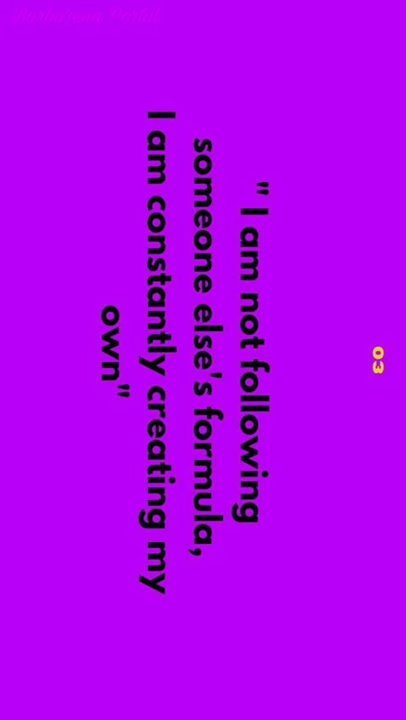 03
" I am not following
someone else's formula,
I am constantly creating my
own"